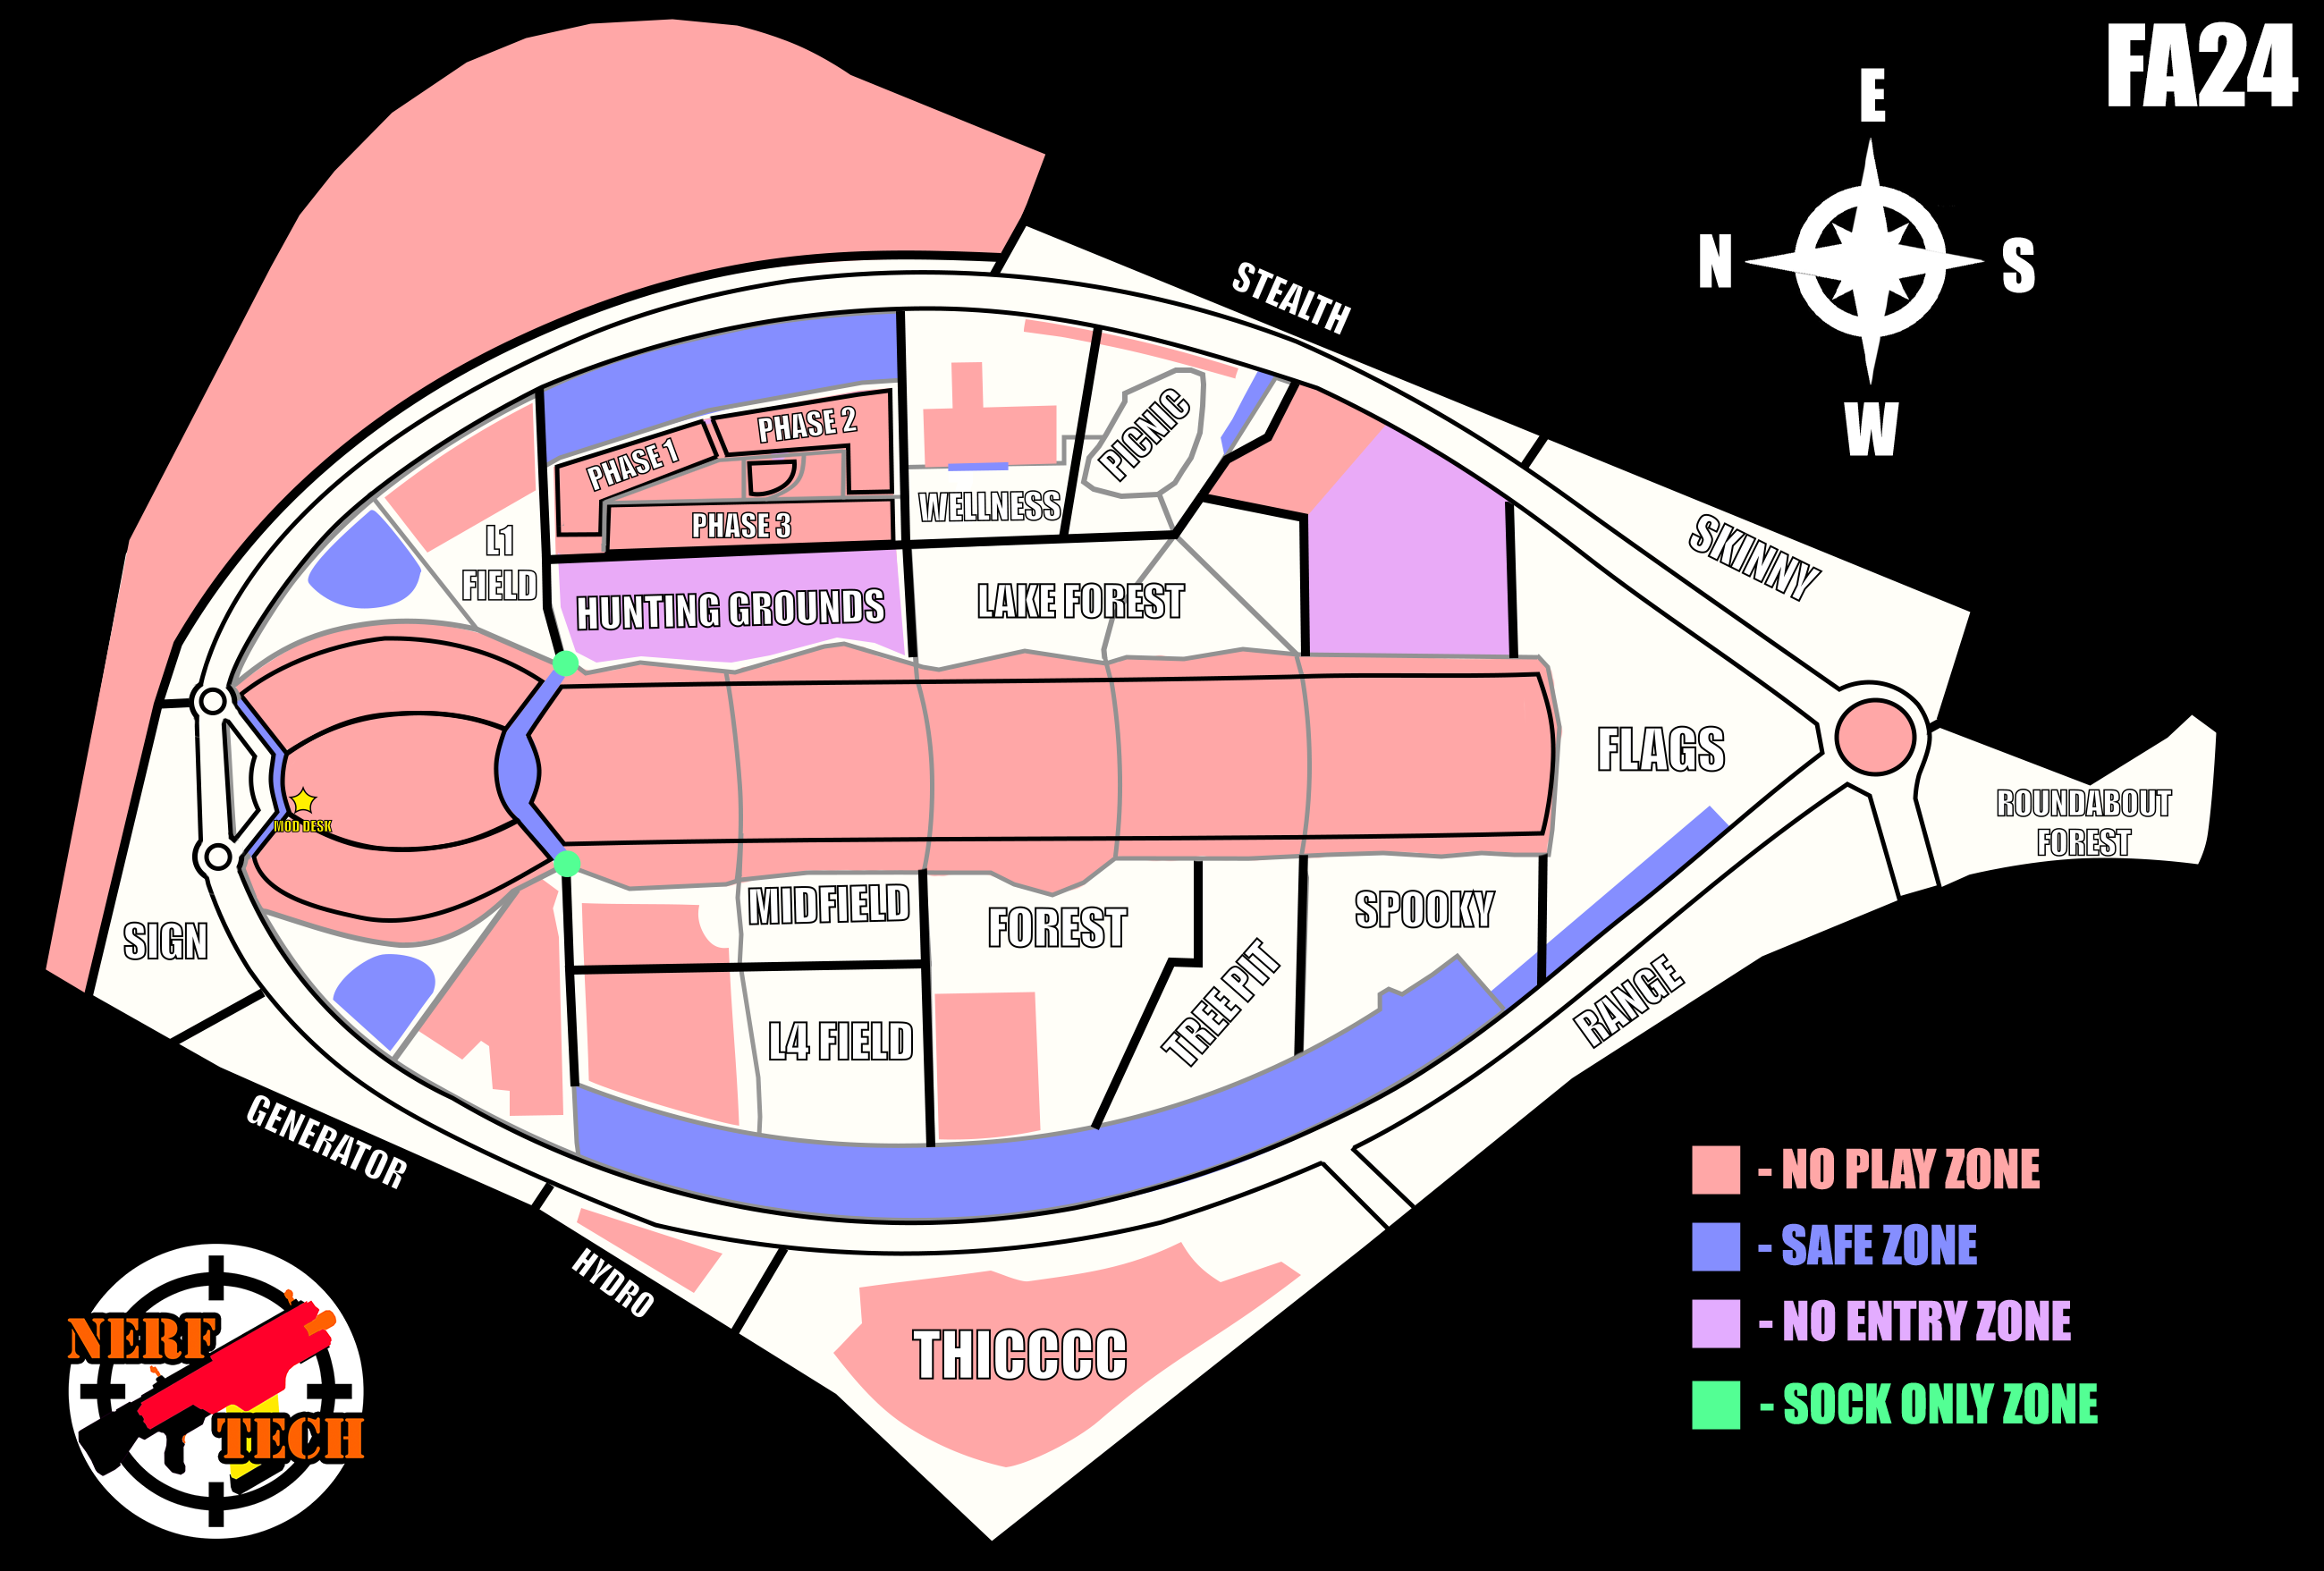 FA24
E
N
S
W
STEALTH
SKINNY
PHASE 2
PHASE 1
PHASE 3
PICNIC
WELLNESS
L1
FIELD
HUNTING GROUNDS
LAKE FOREST
FLAGS
ROUNDABOUT
FOREST
MOD DESK
SIGN
MIDFIELD
FOREST
SPOOKY
TREE PIT
L4 FIELD
RANGE
GENERATOR
HYDRO
THICCCC
- NO PLAY ZONE
- SAFE ZONE
- NO ENTRY ZONE
- SOCK ONLY ZONE
NERF
TECH